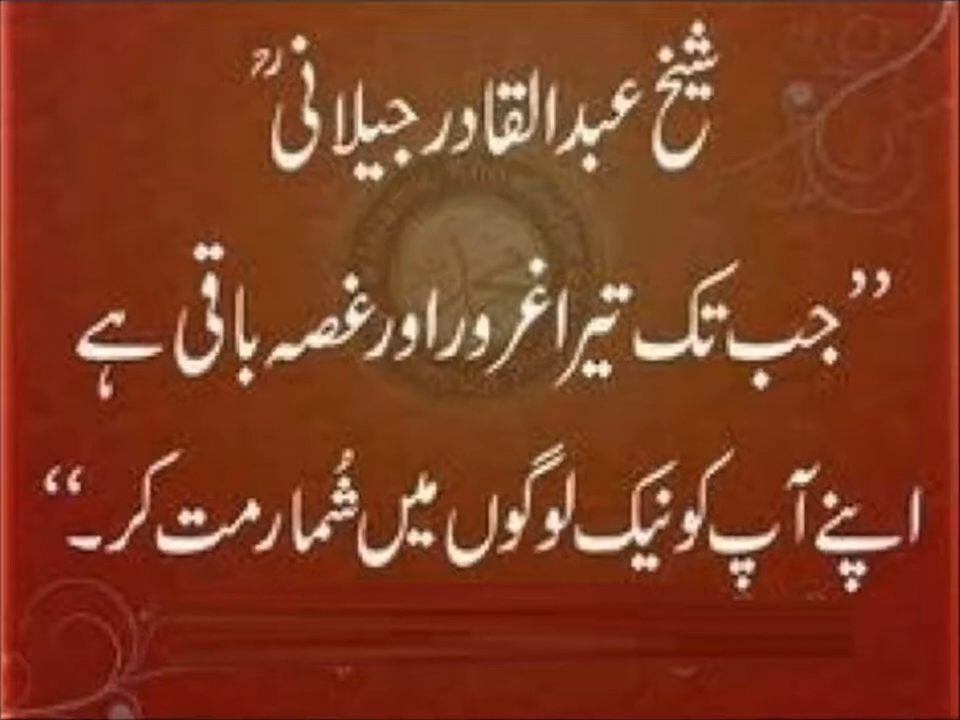 شیخ عبدالقادر جیلانیؒ
”جب تک تیرا غرور اور غصہ باقی ہے
اپنے آپ کو نیک لوگوں میں شُمار مت کر۔“